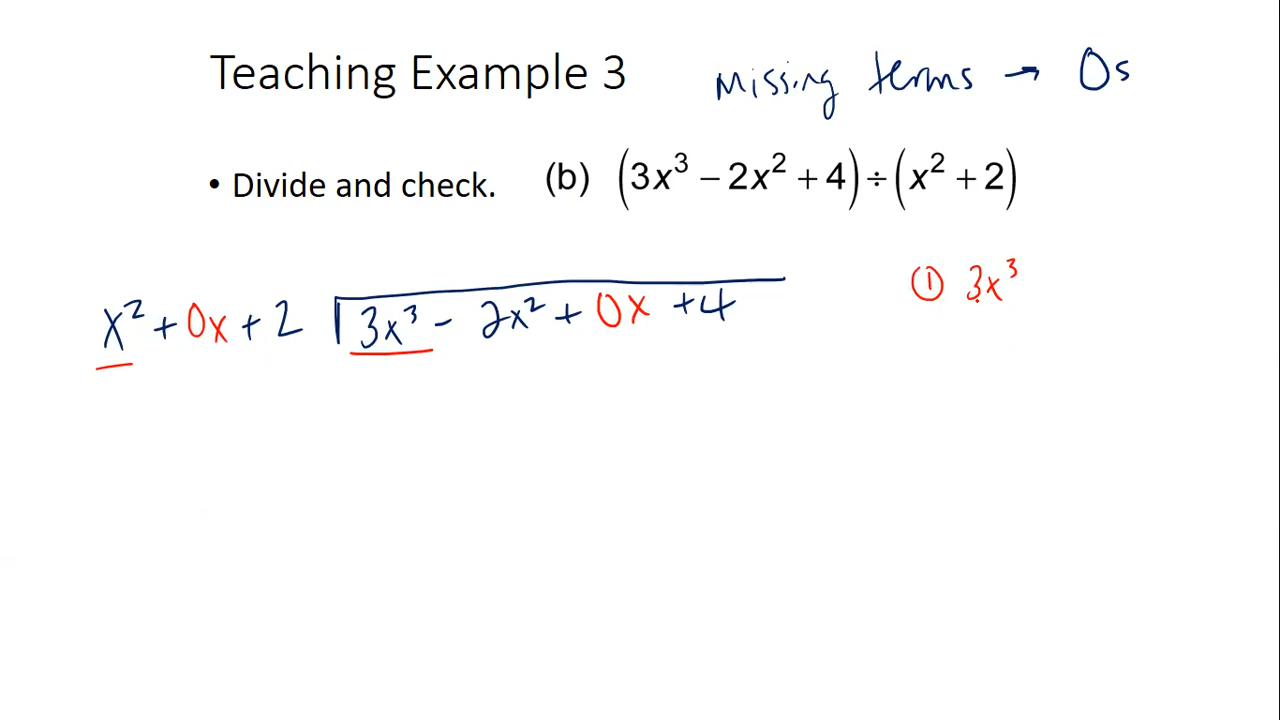 Teaching Example 3 Missing terms → 0s
• Divide and check. (b) (3x³ − 2x² + 4) ÷ (x² + 2)
① 3x³
x² + 0x + 2 | 3x³ - 2x² + 0x + 4